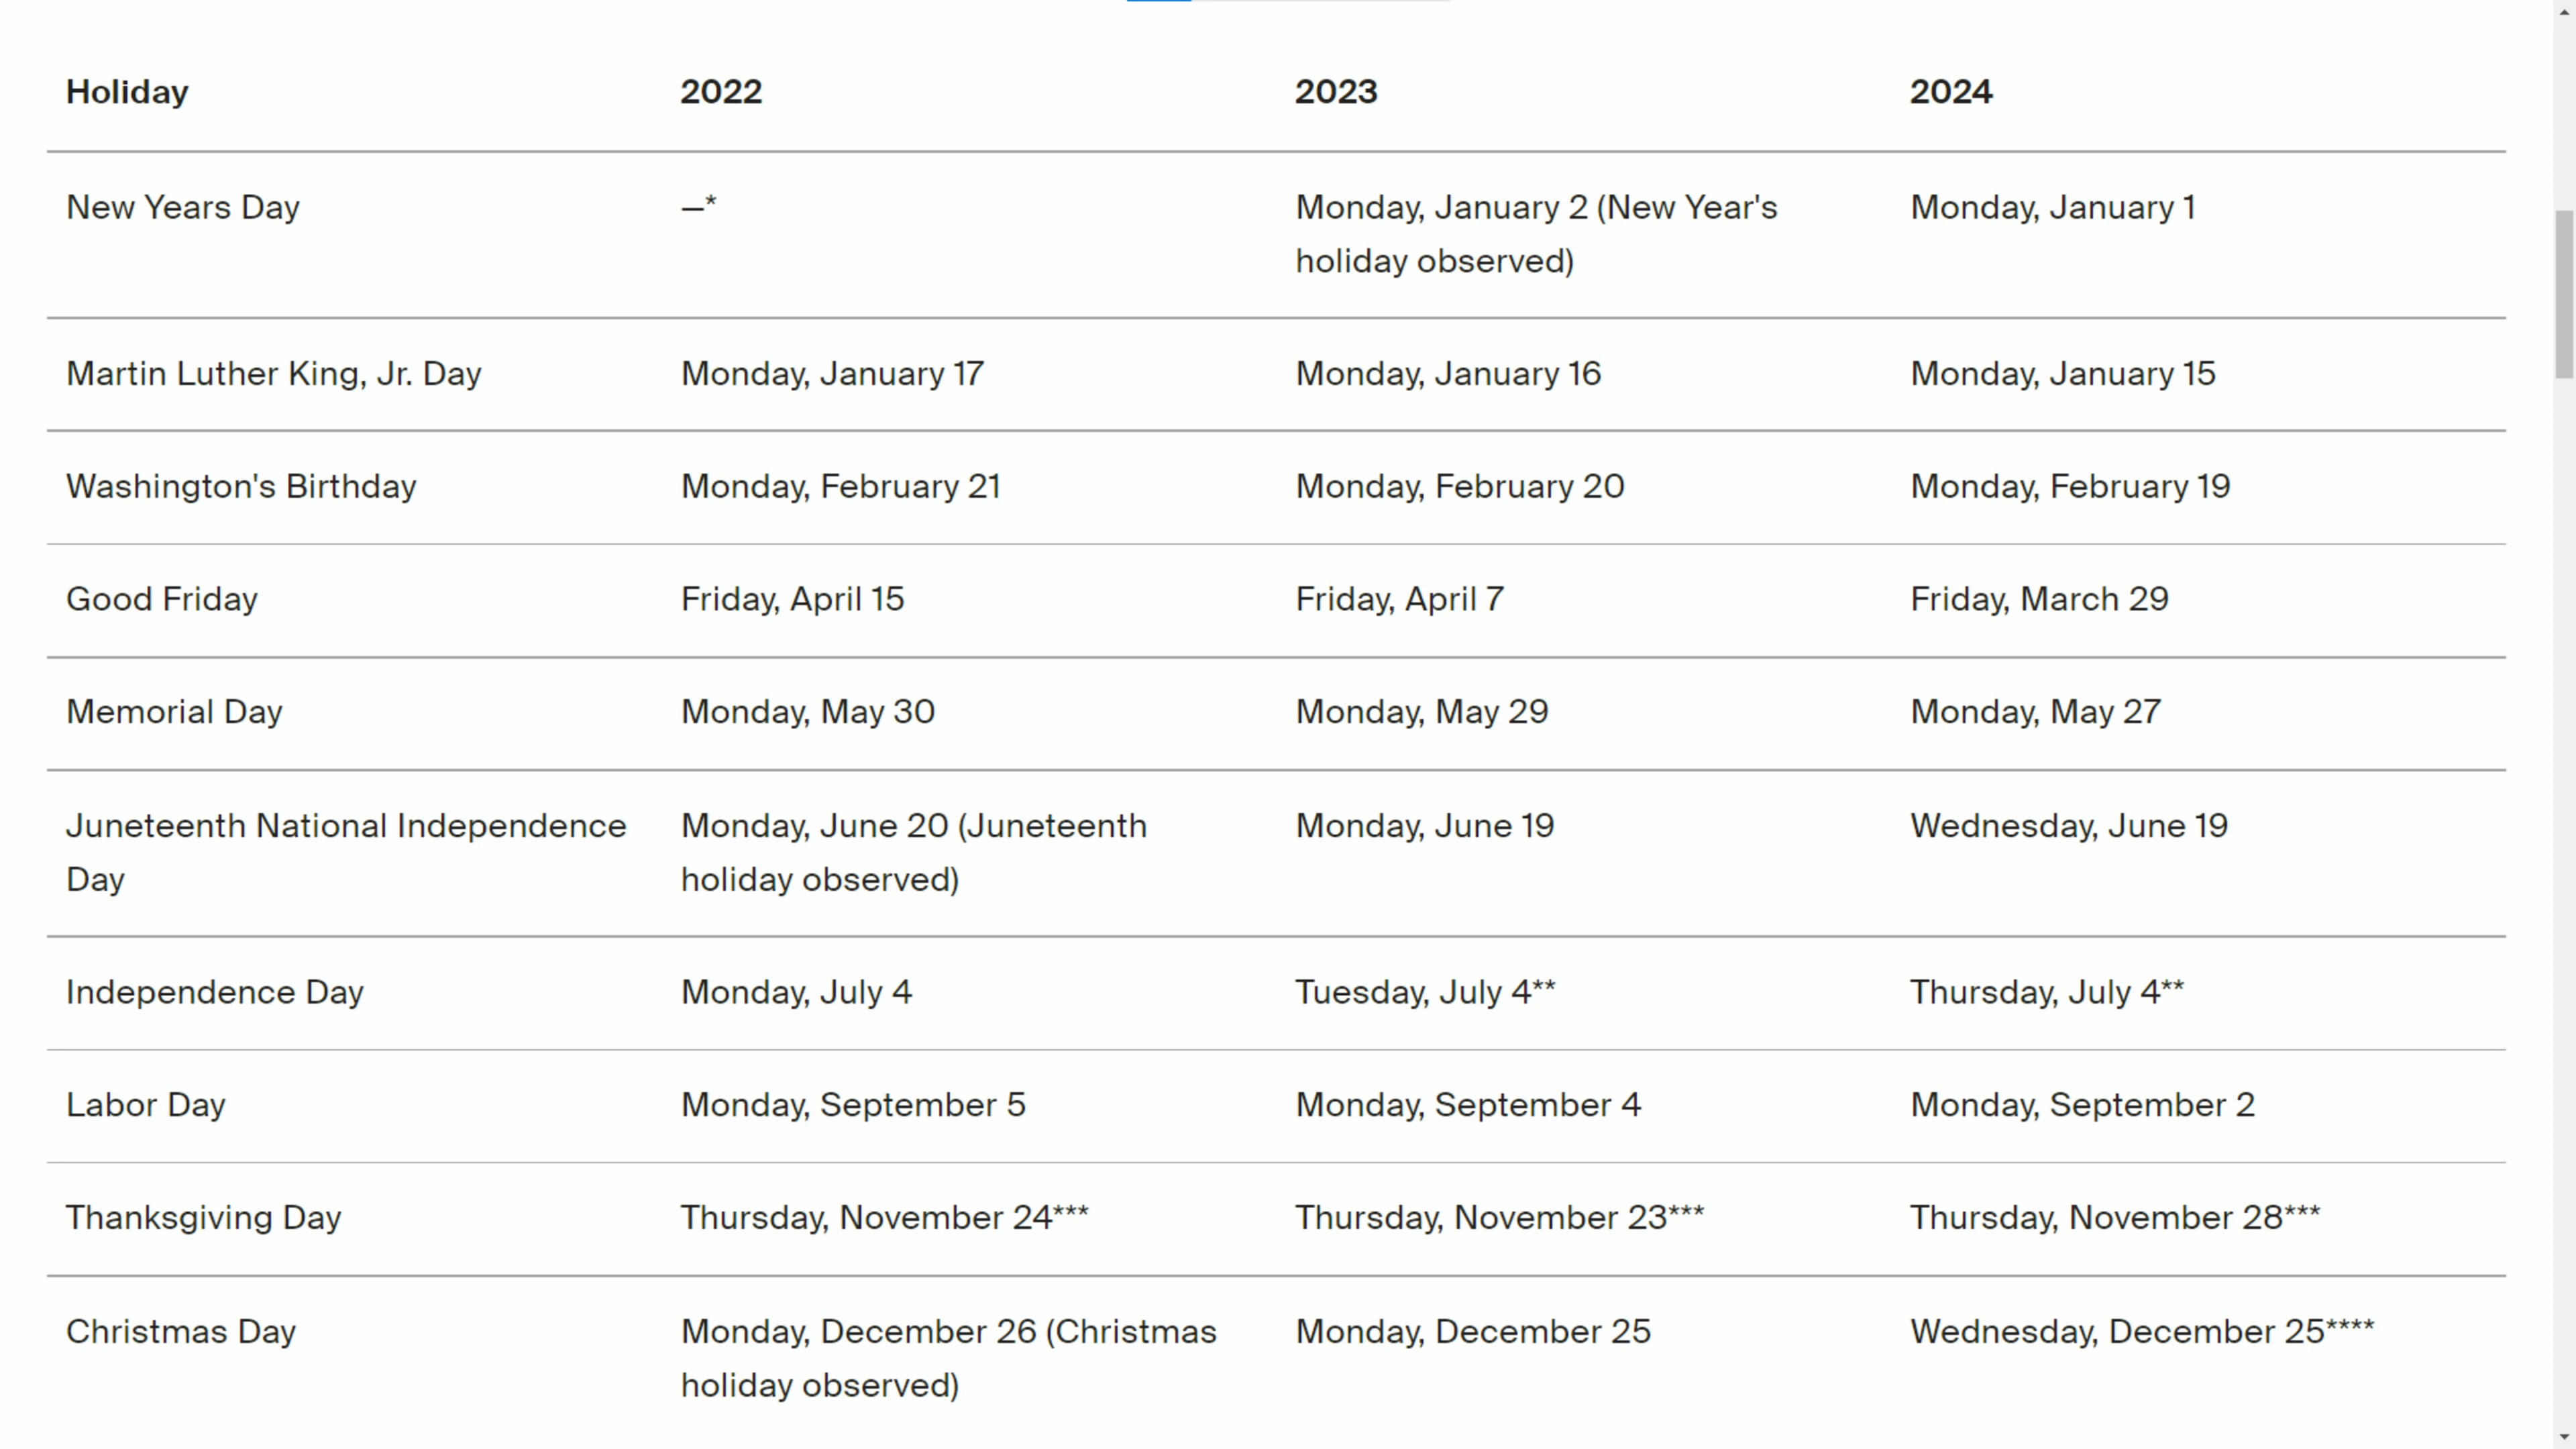 Holiday 2022 2023 2024
New Years Day —* Monday, January 2 (New Year's Monday, January 1
holiday observed)
Martin Luther King, Jr. Day Monday, January 17 Monday, January 16 Monday, January 15
Washington's Birthday Monday, February 21 Monday, February 20 Monday, February 19
Good Friday Friday, April 15 Friday, April 7 Friday, March 29
Memorial Day Monday, May 30 Monday, May 29 Monday, May 27
Juneteenth National Independence Monday, June 20 (Juneteenth Monday, June 19 Wednesday, June 19
Day holiday observed)
Independence Day Monday, July 4 Tuesday, July 4** Thursday, July 4**
Labor Day Monday, September 5 Monday, September 4 Monday, September 2
Thanksgiving Day Thursday, November 24*** Thursday, November 23*** Thursday, November 28***
Christmas Day Monday, December 26 (Christmas Monday, December 25 Wednesday, December 25****
holiday observed)